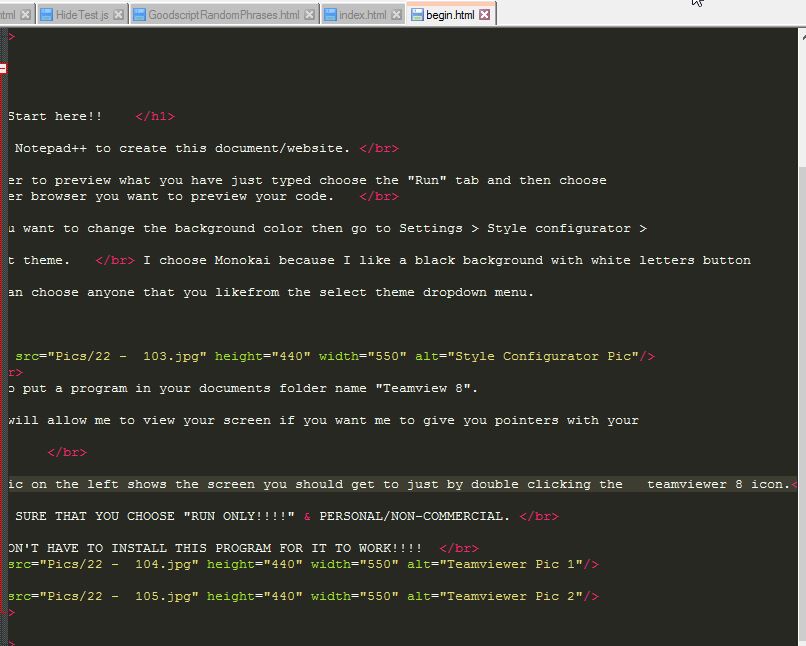 html HideTest.js GoodscriptRandomPhrases.html index.html begin.html
>
Start here!! </h1>
Notepad++ to create this document/website. </br>
er to preview what you have just typed choose the "Run" tab and then choose
er browser you want to preview your code. </br>
u want to change the background color then go to Settings > Style configurator >
t theme. </br> I choose Monokai because I like a black background with white letters button
an choose anyone that you likefrom the select theme dropdown menu.
src="Pics/22 - 103.jpg" height="440" width="550" alt="Style Configurator Pic"/>
r>
o put a program in your documents folder name "Teamview 8".
will allow me to view your screen if you want me to give you pointers with your
</br>
ic on the left shows the screen you should get to just by double clicking the teamviewer 8 icon.<
SURE THAT YOU CHOOSE "RUN ONLY!!!!" & PERSONAL/NON-COMMERCIAL. </br>
ON'T HAVE TO INSTALL THIS PROGRAM FOR IT TO WORK!!!! </br>
src="Pics/22 - 104.jpg" height="440" width="550" alt="Teamviewer Pic 1"/>
src="Pics/22 - 105.jpg" height="440" width="550" alt="Teamviewer Pic 2"/>
>
>